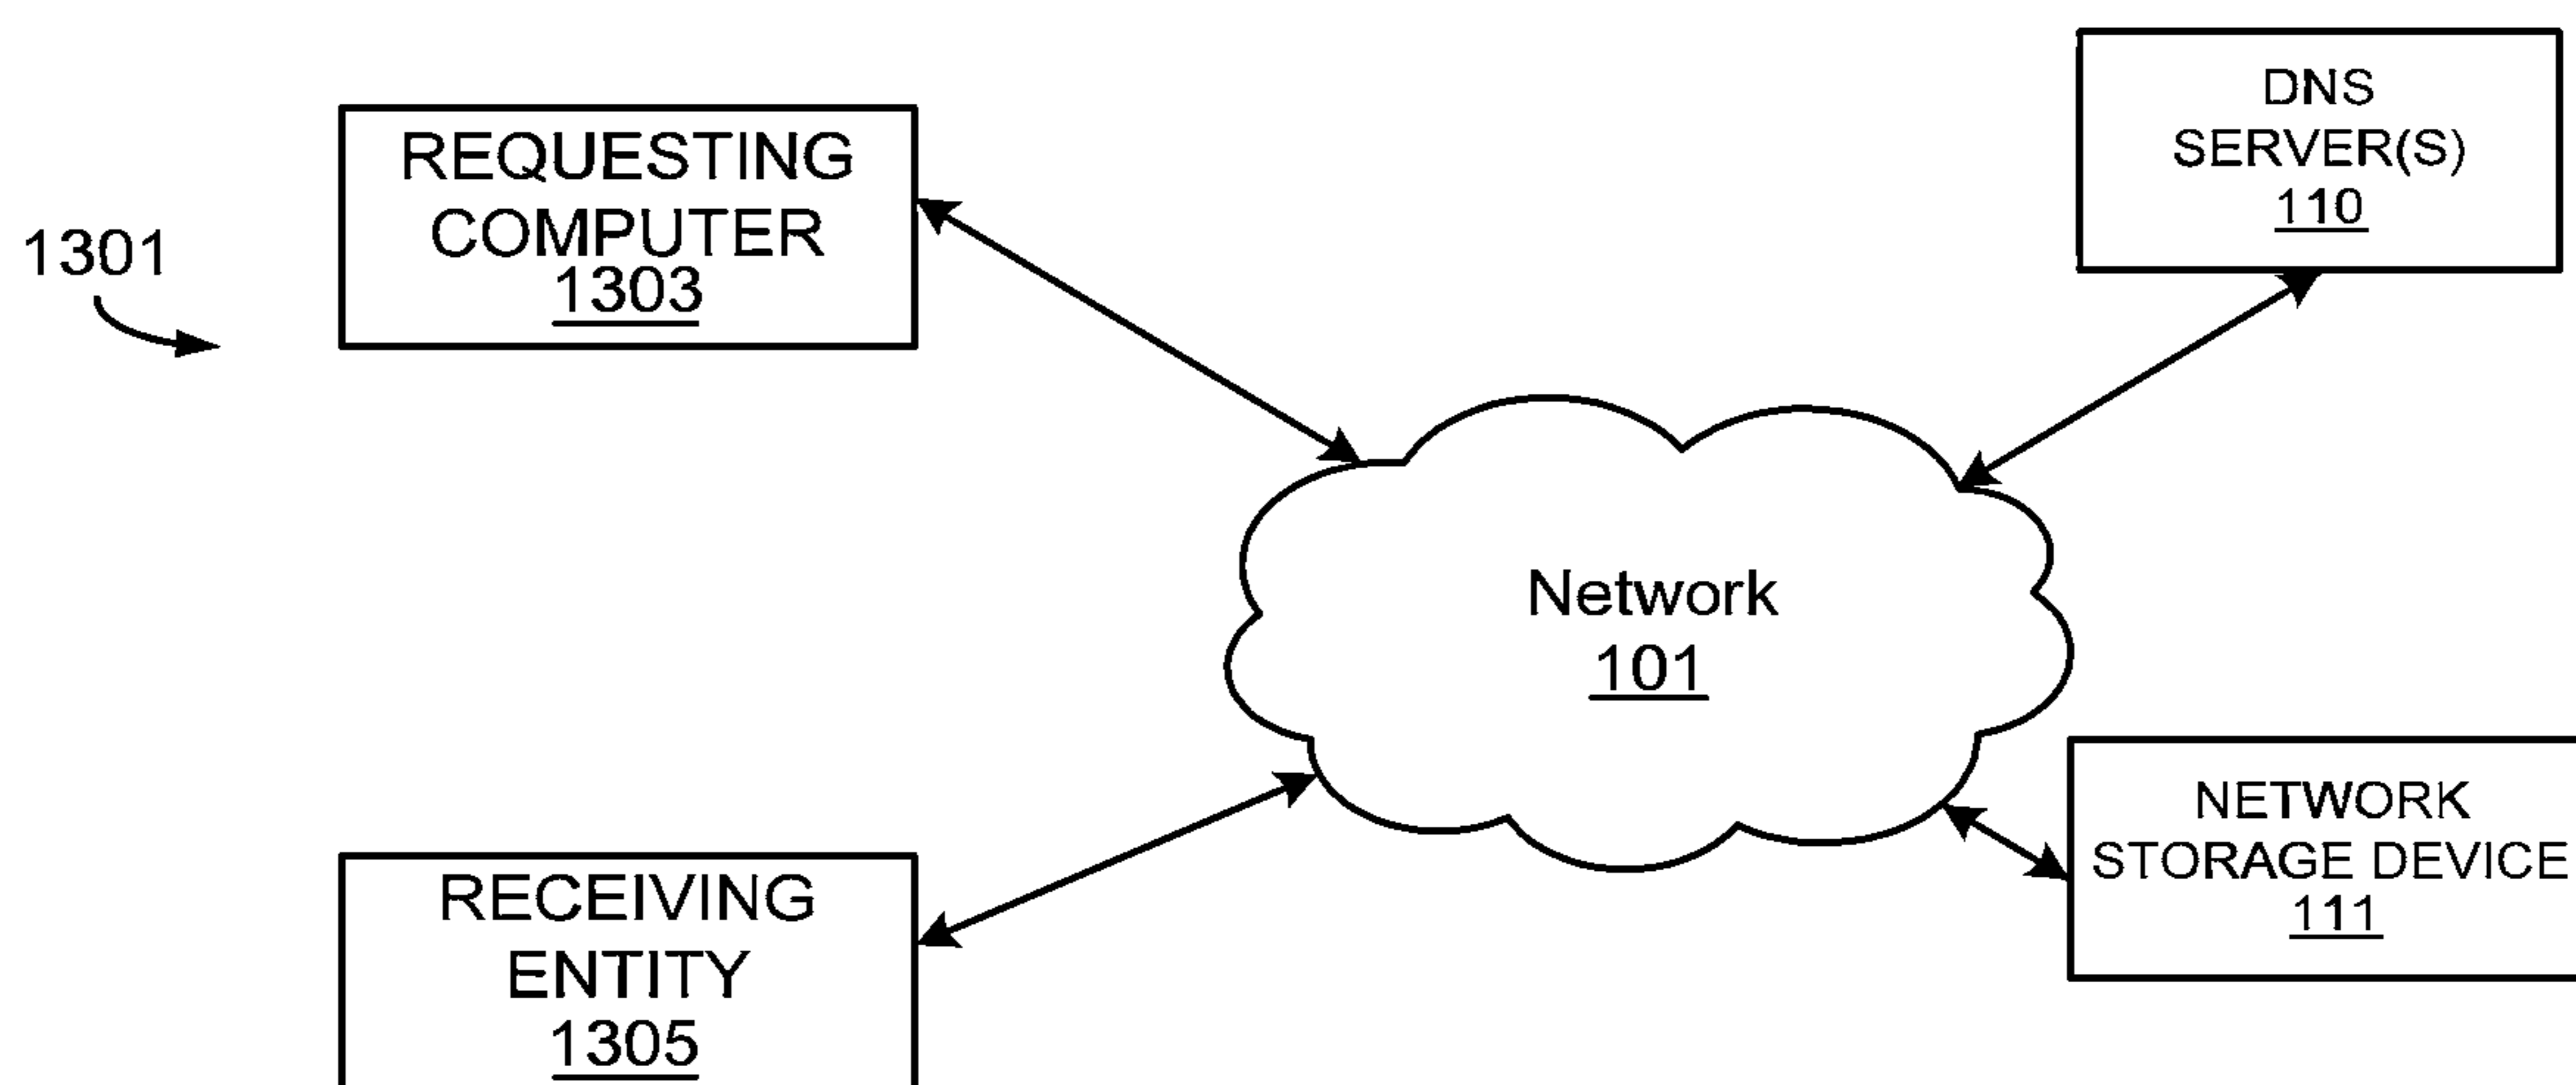 1301
REQUESTING
COMPUTER
1303
DNS
SERVER(S)
110
Network
101
RECEIVING
ENTITY
1305
NETWORK
STORAGE DEVICE
111